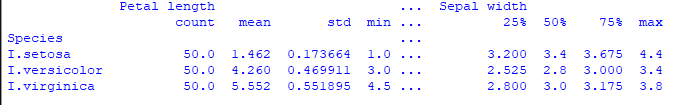 Petal length ... Sepal width
count mean std min ... 25% 50% 75% max
Species ...
I.setosa 50.0 1.462 0.173664 1.0 ... 3.200 3.4 3.675 4.4
I.versicolor 50.0 4.260 0.469911 3.0 ... 2.525 2.8 3.000 3.4
I.virginica 50.0 5.552 0.551895 4.5 ... 2.800 3.0 3.175 3.8